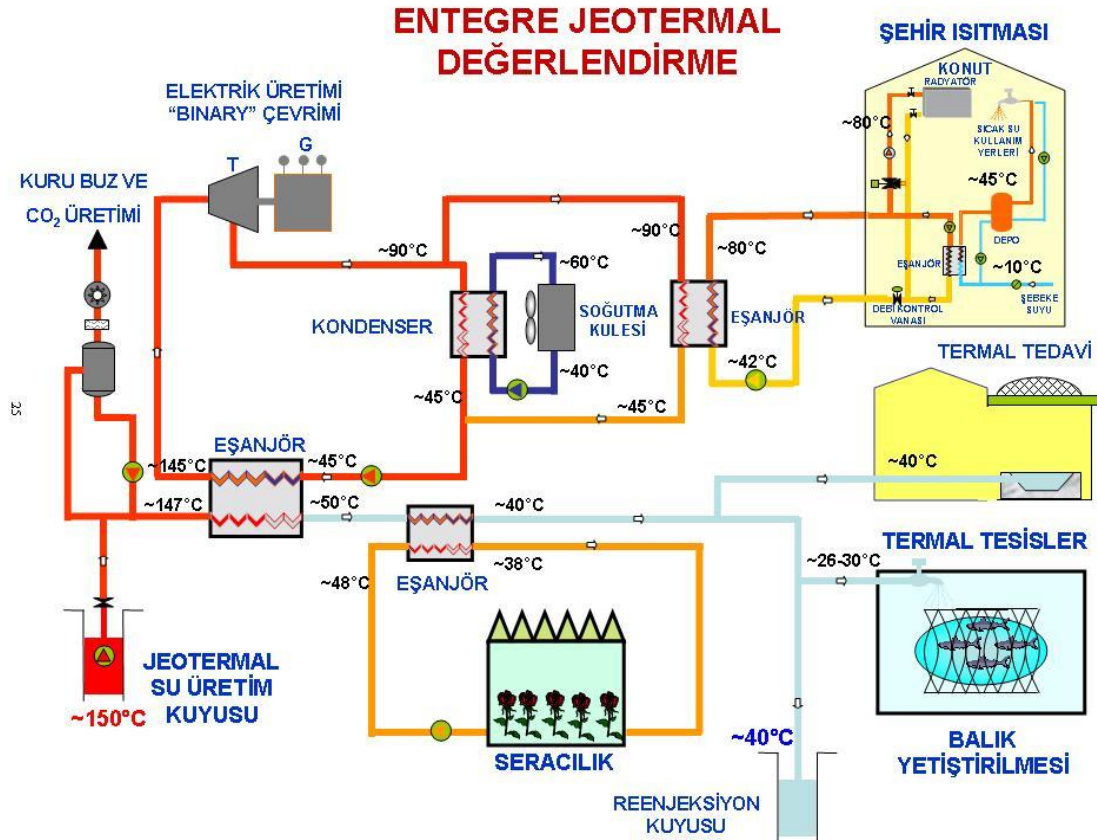 ENTEGRE JEOTERMAL
DEĞERLENDİRME
ŞEHİR ISITMASI
KONUT
RADYATÖR
~80°C
SICAK SU
KULLANIM
YERLERİ
~45°C
DEPO
EŞANJÖR
~10°C
ŞEBEKE
SUYU
DEBİ KONTROL
VANASI
ELEKTRİK ÜRETİMİ
“BINARY” ÇEVRİMİ
T
G
KURU BUZ VE
CO₂ ÜRETİMİ
~90°C
~60°C
~90°C
~80°C
KONDENSER
SOĞUTMA
KULESİ
EŞANJÖR
~40°C
~42°C
~45°C
~45°C
TERMAL TEDAVİ
~40°C
TERMAL TESİSLER
25
EŞANJÖR
~145°C
~45°C
~147°C
~50°C
~40°C
~26-30°C
~48°C
EŞANJÖR
~38°C
JEOTERMAL
SU ÜRETİM
KUYUSU
~150°C
SERACILIK
~40°C
REENJEKSİYON
KUYUSU
BALIK
YETİŞTİRİLMESİ